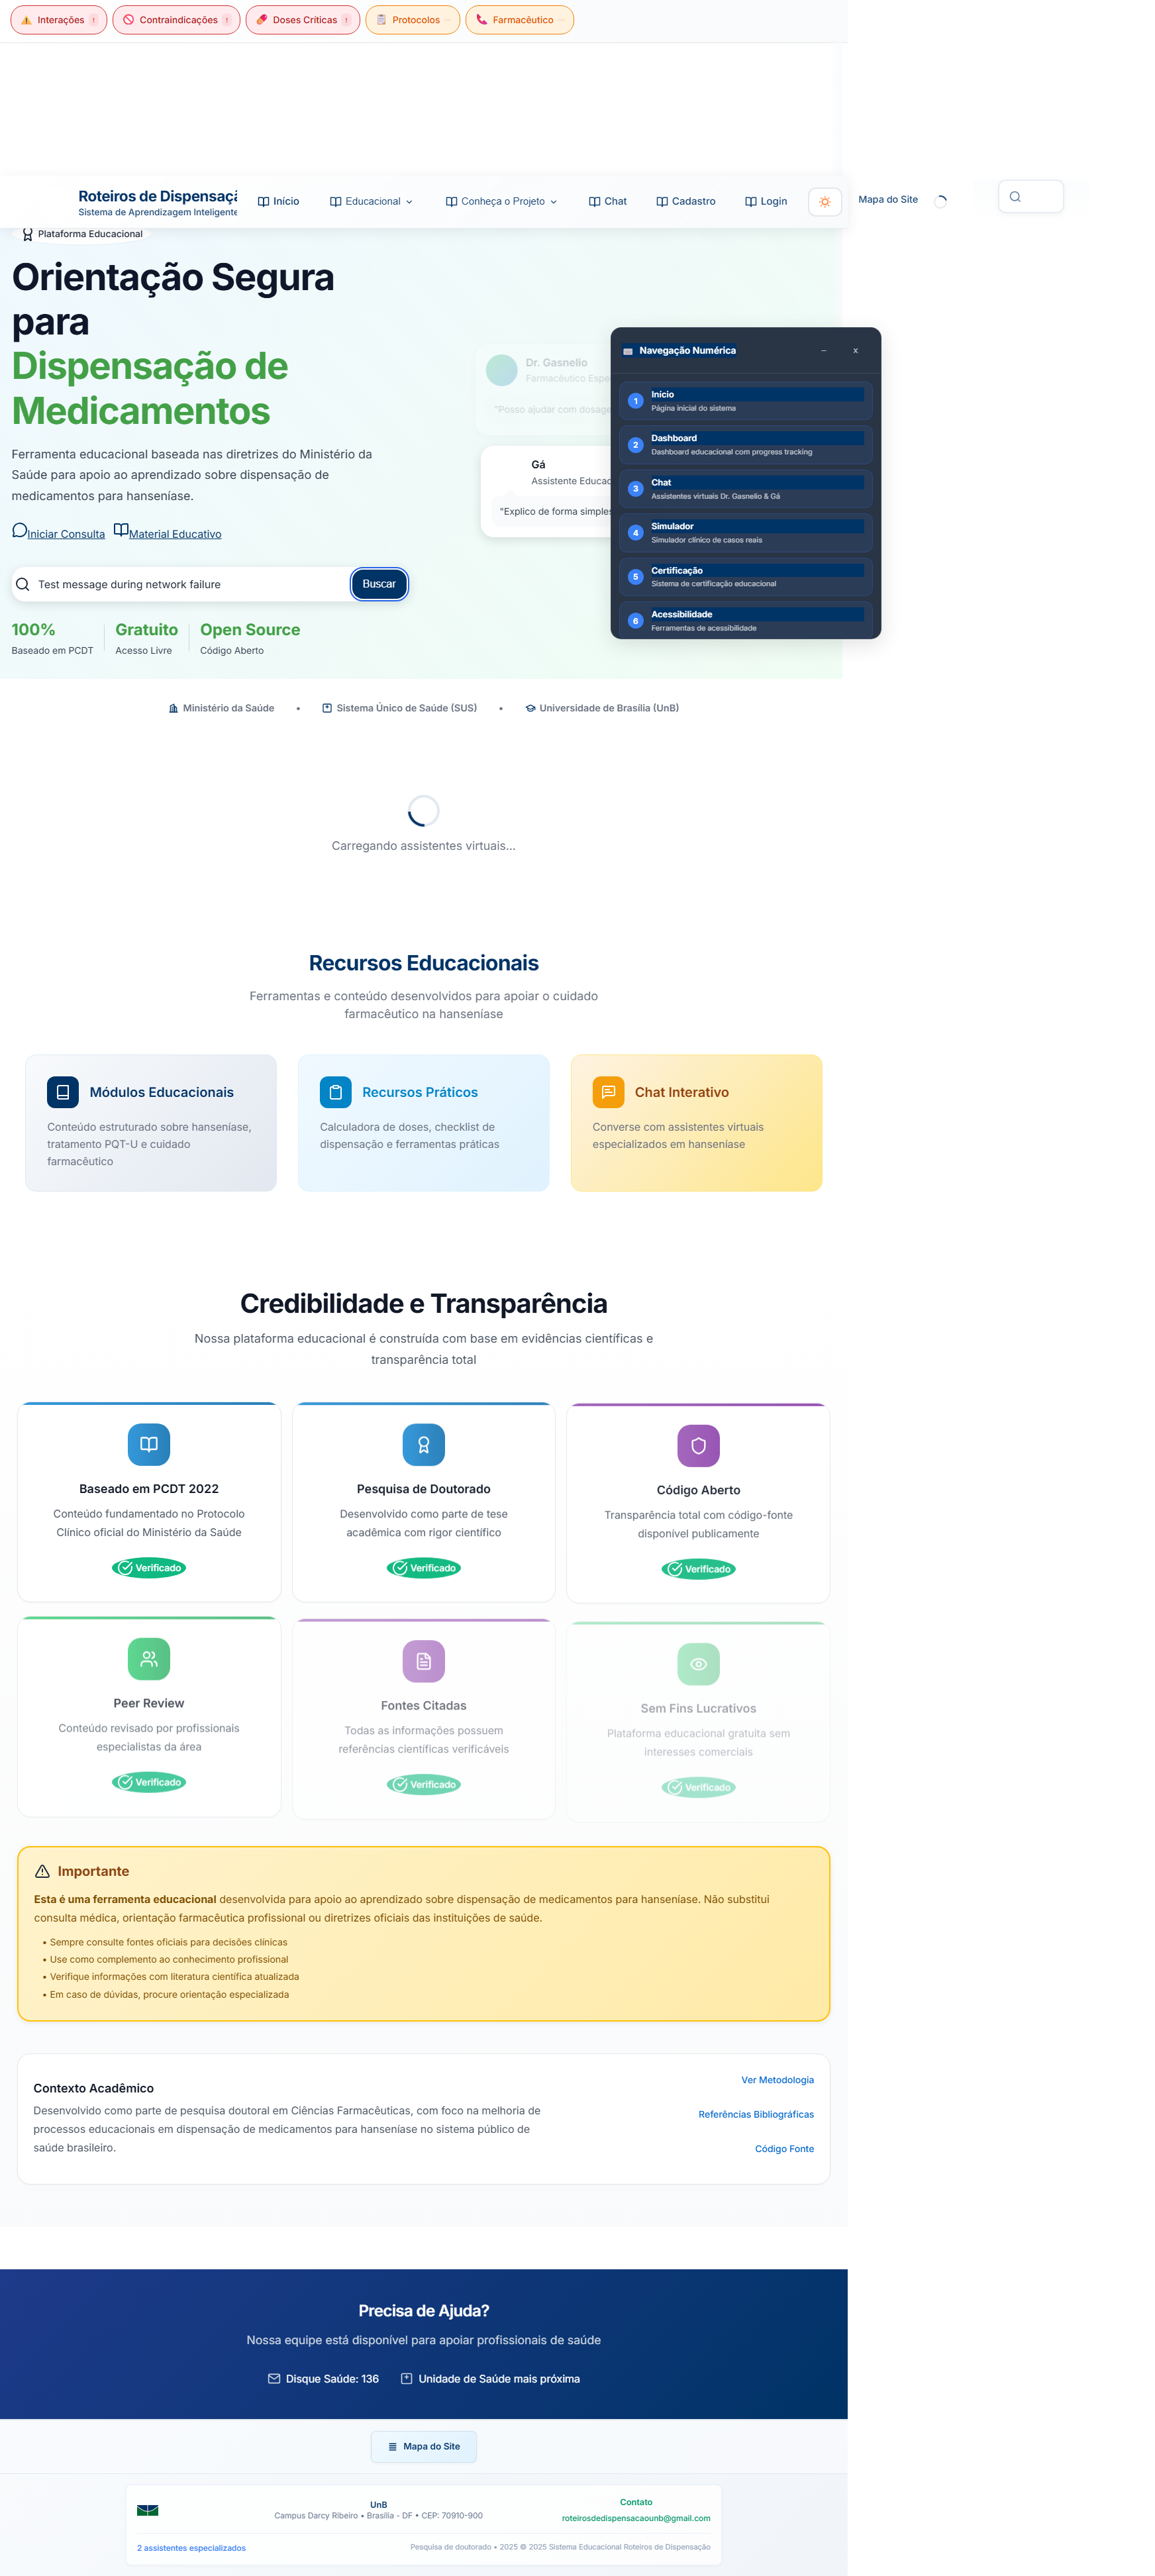 Interações !
Contraindicações !
Doses Críticas !
Protocolos
Farmacêutico
Roteiros de Dispensaçã
Sistema de Aprendizagem Inteligente
Início
Educacional
Conheça o Projeto
Chat
Cadastro
Login
Mapa do Site
Plataforma Educacional
Orientação Segura
para
Dispensação de
Medicamentos
Ferramenta educacional baseada nas diretrizes do Ministério da
Saúde para apoio ao aprendizado sobre dispensação de
medicamentos para hanseníase.
Iniciar Consulta
Material Educativo
Test message during network failure
Buscar
100%
Baseado em PCDT
Gratuito
Acesso Livre
Open Source
Código Aberto
Dr. Gasnelio
Farmacêutico Espe
"Posso ajudar com dosage
Gá
Assistente Educac
"Explico de forma simples
Navegação Numérica
–
x
1
Início
Página inicial do sistema
2
Dashboard
Dashboard educacional com progress tracking
3
Chat
Assistentes virtuais Dr. Gasnelio & Gá
4
Simulador
Simulador clínico de casos reais
5
Certificação
Sistema de certificação educacional
6
Acessibilidade
Ferramentas de acessibilidade
Ministério da Saúde • Sistema Único de Saúde (SUS) • Universidade de Brasília (UnB)
Carregando assistentes virtuais...
Recursos Educacionais
Ferramentas e conteúdo desenvolvidos para apoiar o cuidado
farmacêutico na hanseníase
Módulos Educacionais
Conteúdo estruturado sobre hanseníase,
tratamento PQT-U e cuidado
farmacêutico
Recursos Práticos
Calculadora de doses, checklist de
dispensação e ferramentas práticas
Chat Interativo
Converse com assistentes virtuais
especializados em hanseníase
Credibilidade e Transparência
Nossa plataforma educacional é construída com base em evidências científicas e
transparência total
Baseado em PCDT 2022
Conteúdo fundamentado no Protocolo
Clínico oficial do Ministério da Saúde
Verificado
Pesquisa de Doutorado
Desenvolvido como parte de tese
acadêmica com rigor científico
Verificado
Código Aberto
Transparência total com código-fonte
disponível publicamente
Verificado
Peer Review
Conteúdo revisado por profissionais
especialistas da área
Verificado
Fontes Citadas
Todas as informações possuem
referências científicas verificáveis
Verificado
Sem Fins Lucrativos
Plataforma educacional gratuita sem
interesses comerciais
Verificado
Importante
Esta é uma ferramenta educacional desenvolvida para apoio ao aprendizado sobre dispensação de medicamentos para hanseníase. Não substitui
consulta médica, orientação farmacêutica profissional ou diretrizes oficiais das instituições de saúde.
• Sempre consulte fontes oficiais para decisões clínicas
• Use como complemento ao conhecimento profissional
• Verifique informações com literatura científica atualizada
• Em caso de dúvidas, procure orientação especializada
Contexto Acadêmico
Desenvolvido como parte de pesquisa doutoral em Ciências Farmacêuticas, com foco na melhoria de
processos educacionais em dispensação de medicamentos para hanseníase no sistema público de
saúde brasileiro.
Ver Metodologia
Referências Bibliográficas
Código Fonte
Precisa de Ajuda?
Nossa equipe está disponível para apoiar profissionais de saúde
Disque Saúde: 136
Unidade de Saúde mais próxima
Mapa do Site
UnB
Campus Darcy Ribeiro • Brasília - DF • CEP: 70910-900
Contato
roteirosdedispensacaounb@gmail.com
2 assistentes especializados
Pesquisa de doutorado • 2025 © 2025 Sistema Educacional Roteiros de Dispensação